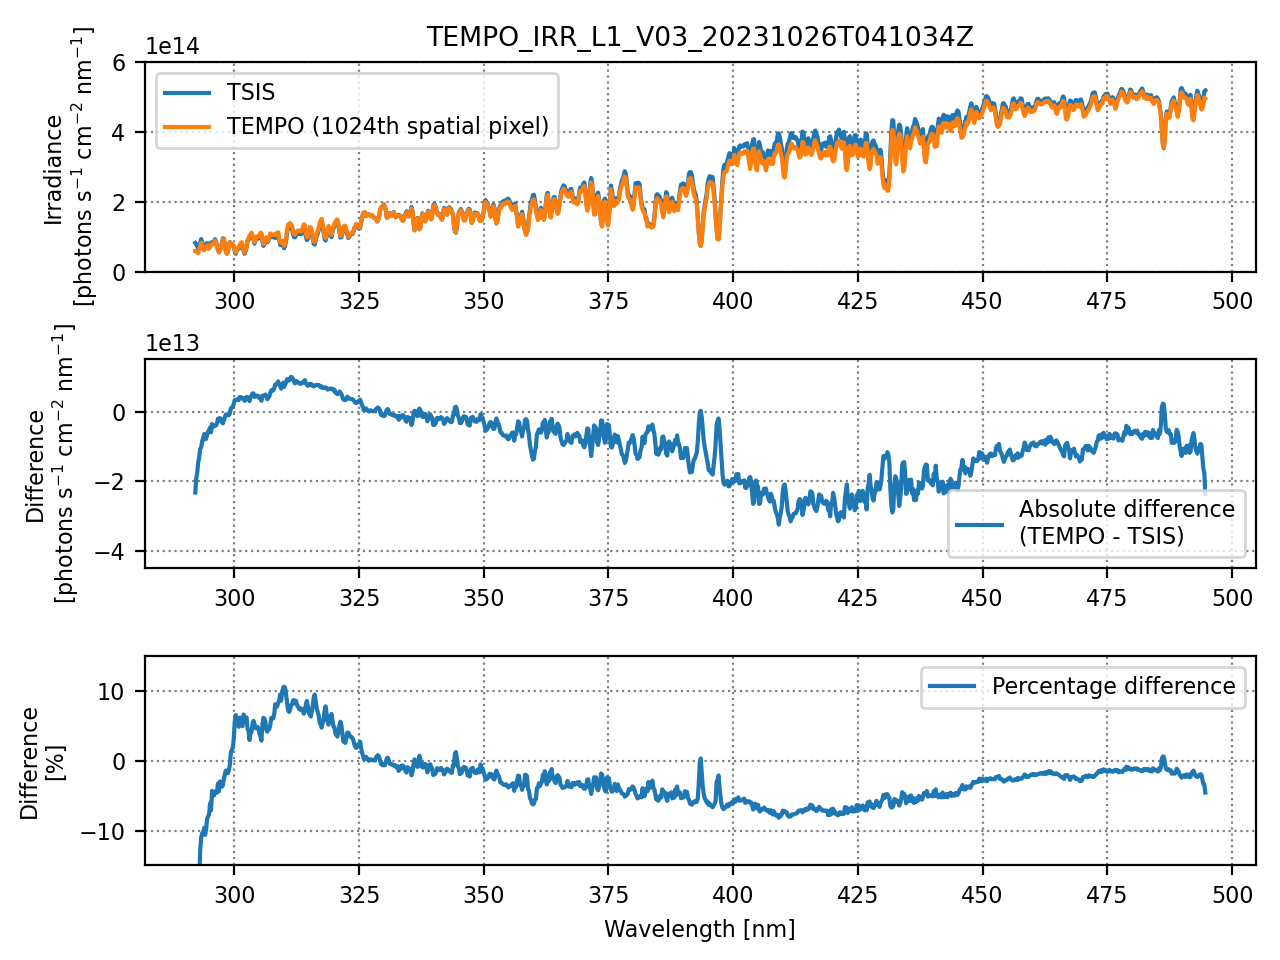 TEMPO_IRR_L1_V03_20231026T041034Z
1e14
Irradiance
[photons s⁻¹ cm⁻² nm⁻¹]
6
4
2
0
TSIS
TEMPO (1024th spatial pixel)
300 325 350 375 400 425 450 475 500
1e13
Difference
[photons s⁻¹ cm⁻² nm⁻¹]
0
−2
−4
Absolute difference
(TEMPO - TSIS)
300 325 350 375 400 425 450 475 500
Difference
[%]
10
0
−10
Percentage difference
300 325 350 375 400 425 450 475 500
Wavelength [nm]